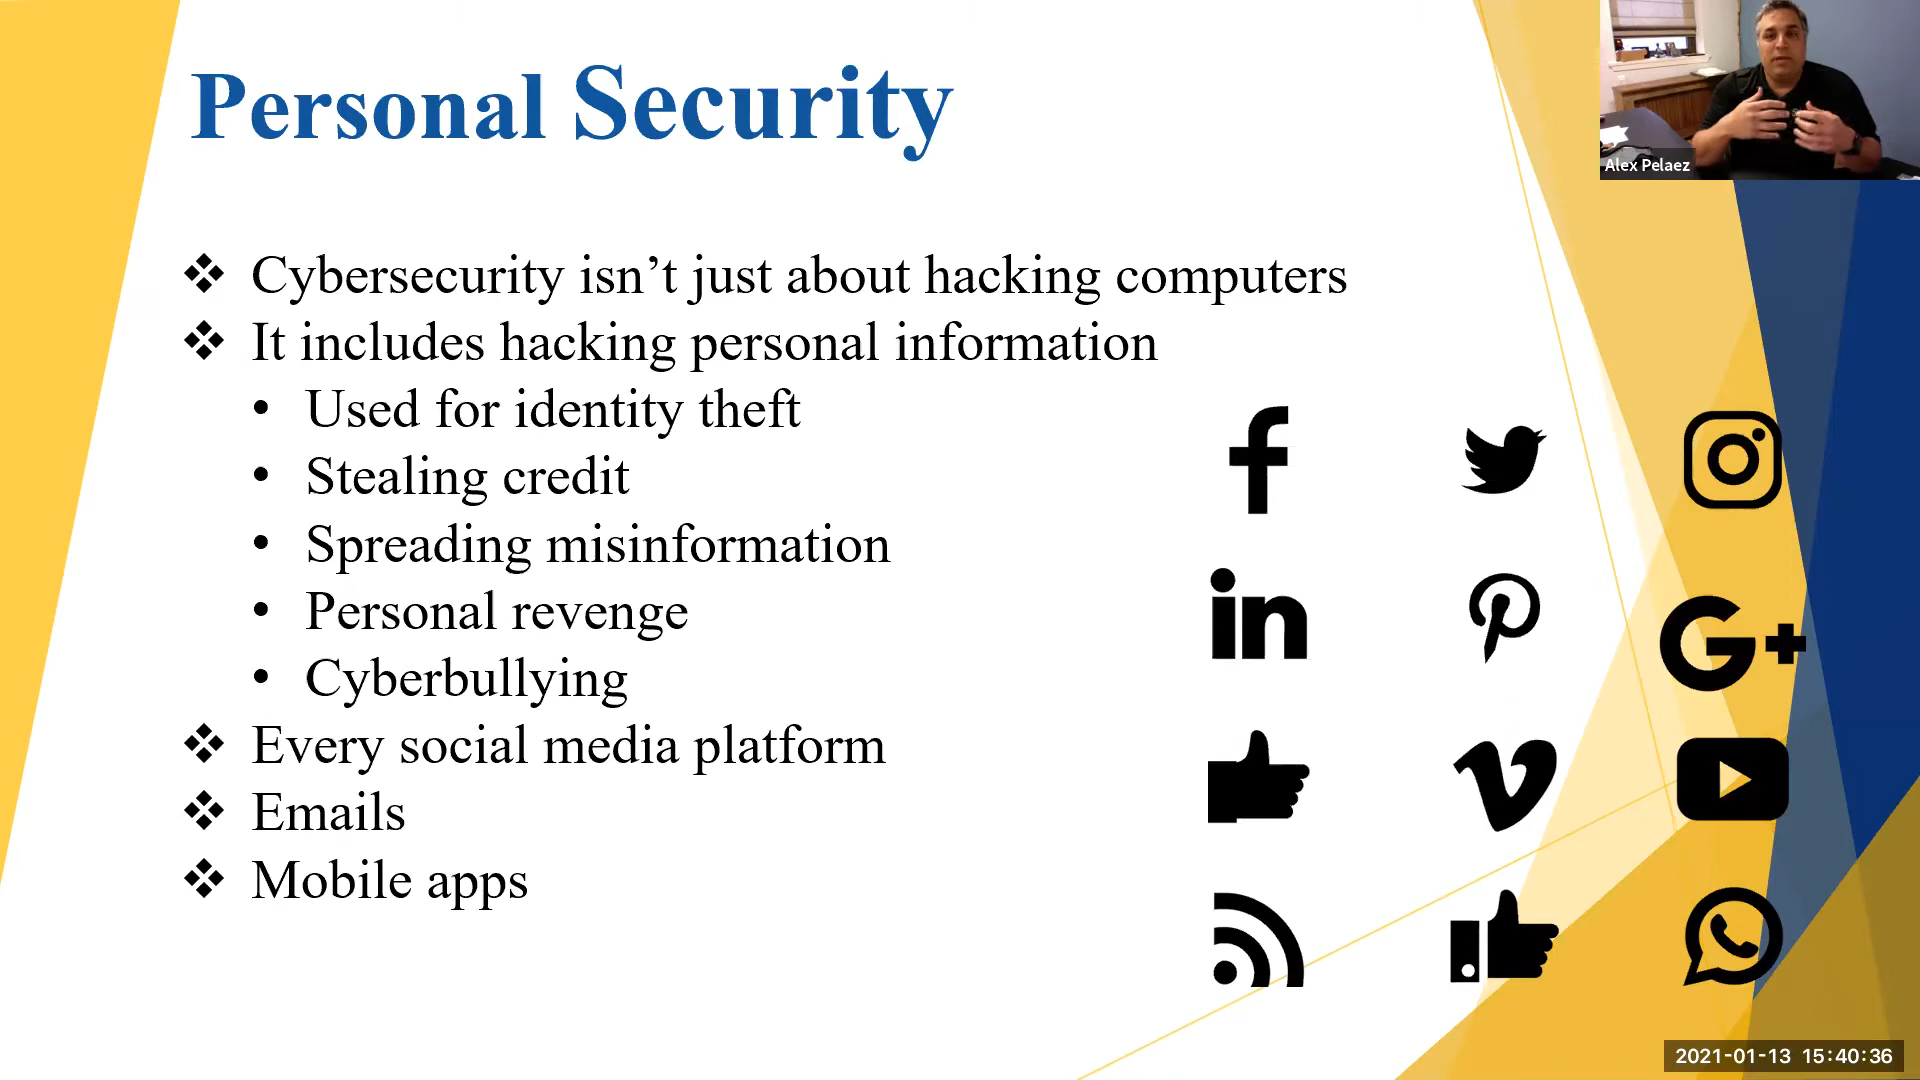 Personal Security
Alex Pelaez
Cybersecurity isn’t just about hacking computers
It includes hacking personal information
Used for identity theft
Stealing credit
Spreading misinformation
Personal revenge
Cyberbullying
Every social media platform
Emails
Mobile apps
2021-01-13 15:40:36